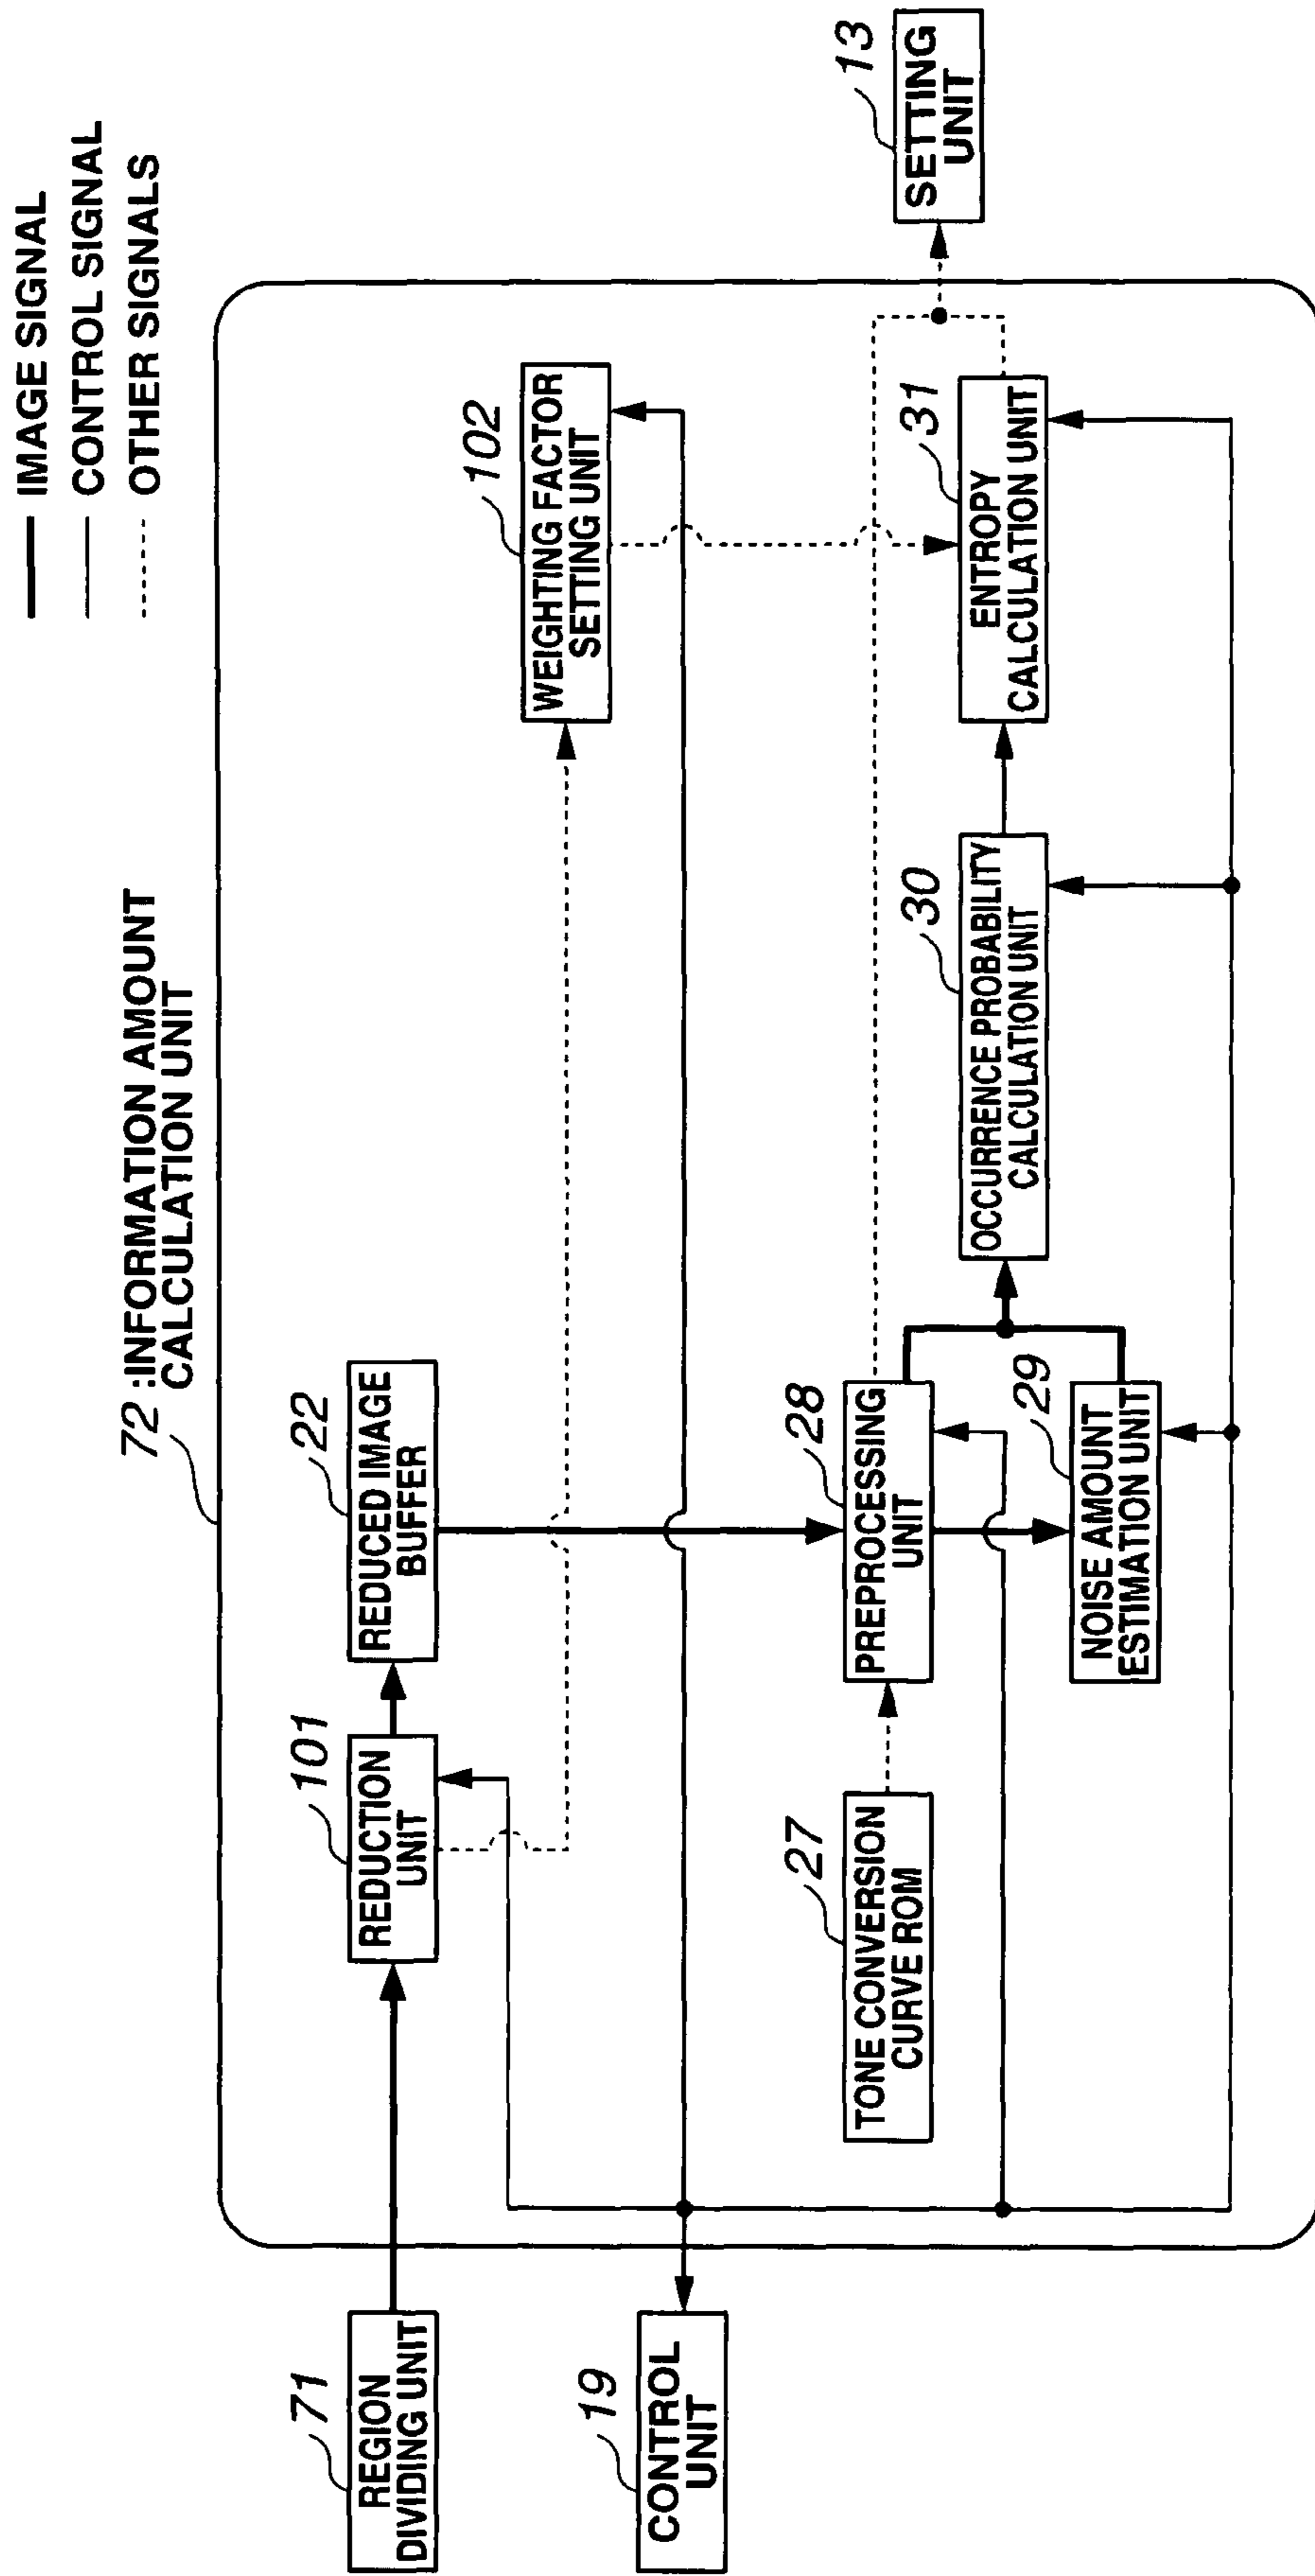 IMAGE SIGNAL
CONTROL SIGNAL
OTHER SIGNALS
72 :INFORMATION AMOUNT
CALCULATION UNIT
71
REGION
DIVIDING UNIT
101
REDUCTION
UNIT
22
REDUCED IMAGE
BUFFER
102
WEIGHTING FACTOR
SETTING UNIT
19
CONTROL
UNIT
27
TONE CONVERSION
CURVE ROM
28
PREPROCESSING
UNIT
29
NOISE AMOUNT
ESTIMATION UNIT
30
OCCURRENCE PROBABILITY
CALCULATION UNIT
31
ENTROPY
CALCULATION UNIT
13
SETTING
UNIT